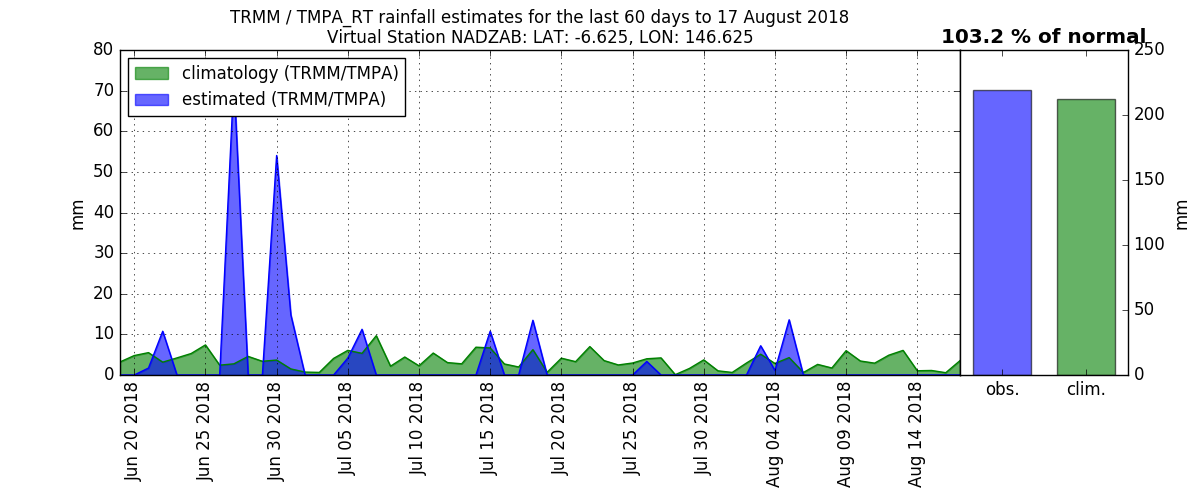 TRMM / TMPA_RT rainfall estimates for the last 60 days to 17 August 2018
Virtual Station NADZAB: LAT: -6.625, LON: 146.625
103.2 % of normal
climatology (TRMM/TMPA)
estimated (TRMM/TMPA)
80
70
60
50
40
30
20
10
0
mm
Jun 20 2018
Jun 25 2018
Jun 30 2018
Jul 05 2018
Jul 10 2018
Jul 15 2018
Jul 20 2018
Jul 25 2018
Jul 30 2018
Aug 04 2018
Aug 09 2018
Aug 14 2018
250
200
150
100
50
0
mm
obs.
clim.